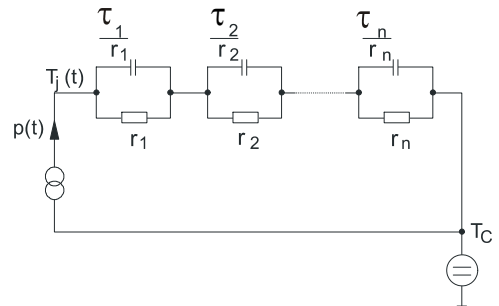 τ1/r1 τ2/r2 τn/rn
Tj(t)
r1 r2 rn
p(t)
TC